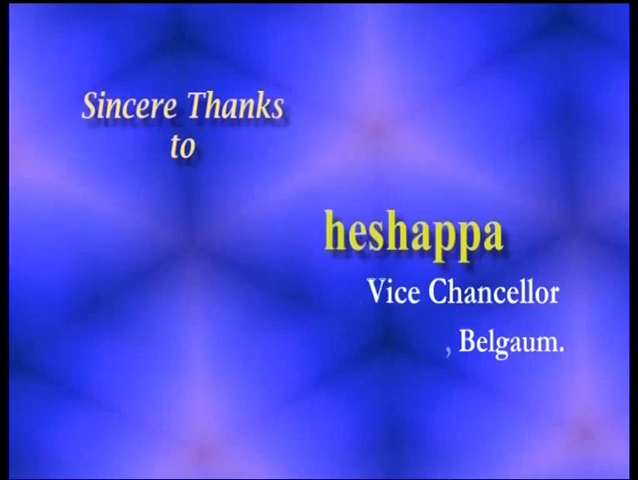 Sincere Thanks
to
heshappa
Vice Chancellor
, Belgaum.